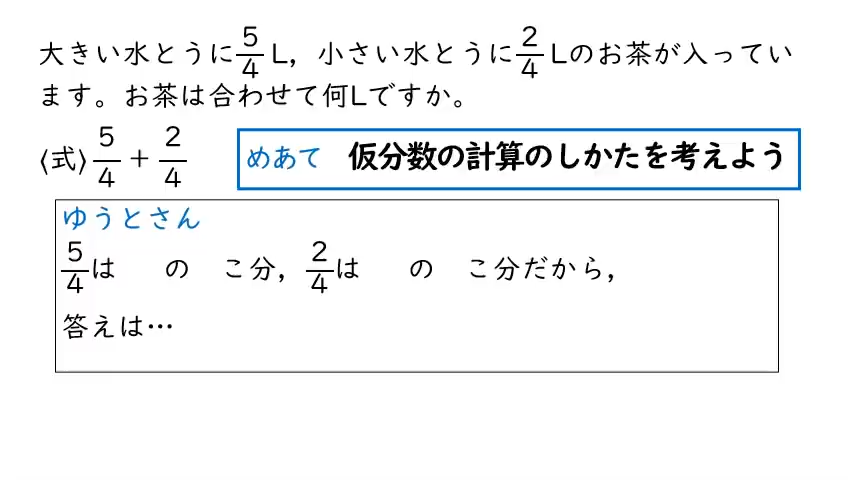 大きい水とうに5/4L，小さい水とうに2/4Lのお茶が入ってい
ます。お茶は合わせて何Lですか。
〈式〉5/4＋2/4
めあて　仮分数の計算のしかたを考えよう
ゆうとさん
5/4は　の　こ分，2/4は　の　こ分だから，
答えは…